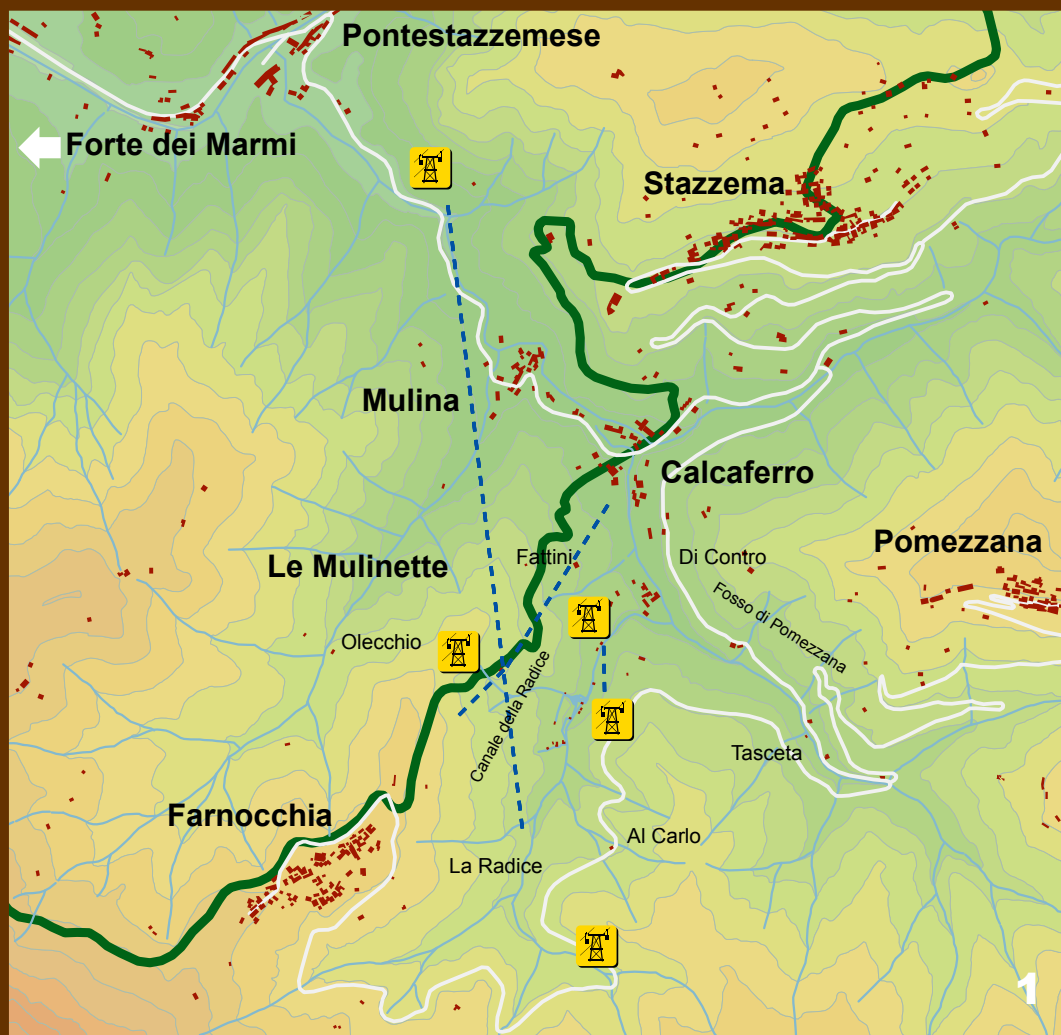 Pontestazzemese
Forte dei Marmi
Stazzema
Mulina
Calcaferro
Fattini
Di Contro
Pomezzana
Le Mulinette
Fosso di Pomezzana
Olecchio
Canale della Radice
Tasceta
Farnocchia
Al Carlo
La Radice
1